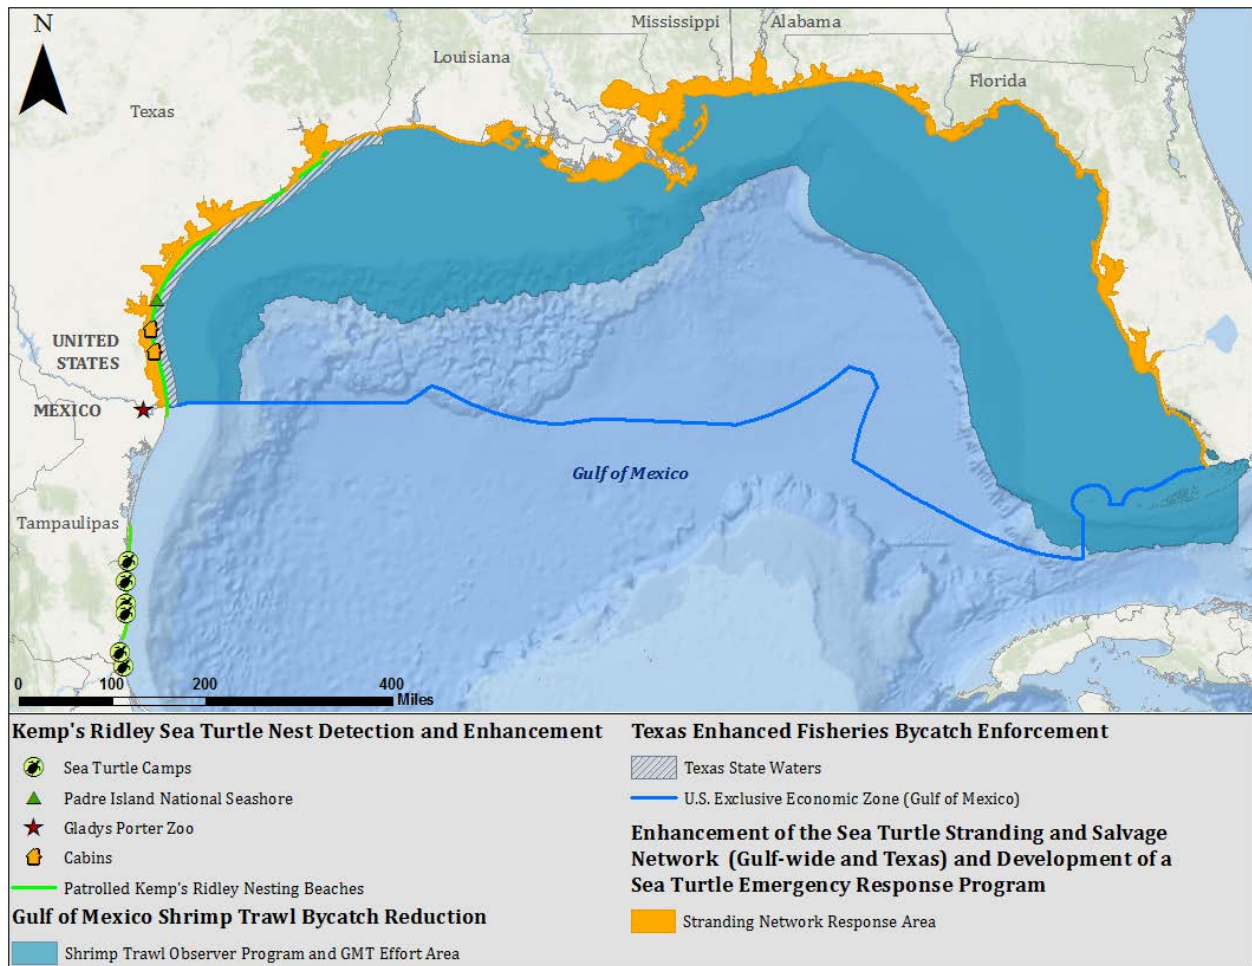 N
Mississippi
Alabama
Louisiana
Florida
Texas
UNITED
STATES
MEXICO
Gulf of Mexico
Tampaulipas
0 100 200 400
Miles
Kemp's Ridley Sea Turtle Nest Detection and Enhancement
Sea Turtle Camps
Padre Island National Seashore
Gladys Porter Zoo
Cabins
Patrolled Kemp's Ridley Nesting Beaches
Gulf of Mexico Shrimp Trawl Bycatch Reduction
Shrimp Trawl Observer Program and GMT Effort Area
Texas Enhanced Fisheries Bycatch Enforcement
Texas State Waters
U.S. Exclusive Economic Zone (Gulf of Mexico)
Enhancement of the Sea Turtle Stranding and Salvage
Network (Gulf-wide and Texas) and Development of a
Sea Turtle Emergency Response Program
Stranding Network Response Area